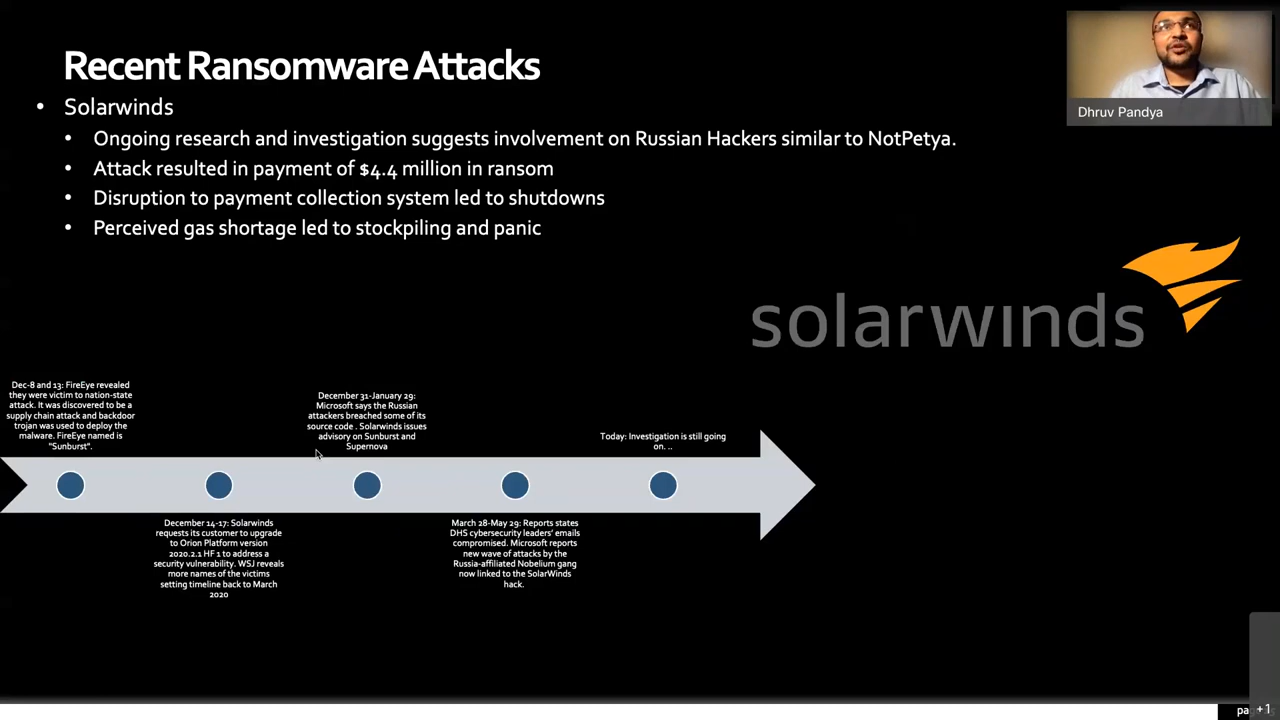 Recent Ransomware Attacks
Dhruv Pandya
• Solarwinds
• Ongoing research and investigation suggests involvement on Russian Hackers similar to NotPetya.
• Attack resulted in payment of $4.4 million in ransom
• Disruption to payment collection system led to shutdowns
• Perceived gas shortage led to stockpiling and panic
solarwinds
Dec-8 and 13: FireEye revealed
they were victim to nation-state
attack. It was discovered to be a
supply chain attack and backdoor
trojan was used to deploy the
malware. FireEye named is
"Sunburst".
December 14-17: Solarwinds
requests its customer to upgrade
to Orion Platform version
2020.2.1 HF 1 to address a
security vulnerability. WSJ reveals
more names of the victims
setting timeline back to March
2020
December 31-January 29:
Microsoft says the Russian
attackers breached some of its
source code . Solarwinds issues
advisory on Sunburst and
Supernova
March 28-May 29: Reports states
DHS cybersecurity leaders' emails
compromised. Microsoft reports
new wave of attacks by the
Russia-affiliated Nobelium gang
now linked to the SolarWinds
hack.
Today: Investigation is still going
on. ..
+1